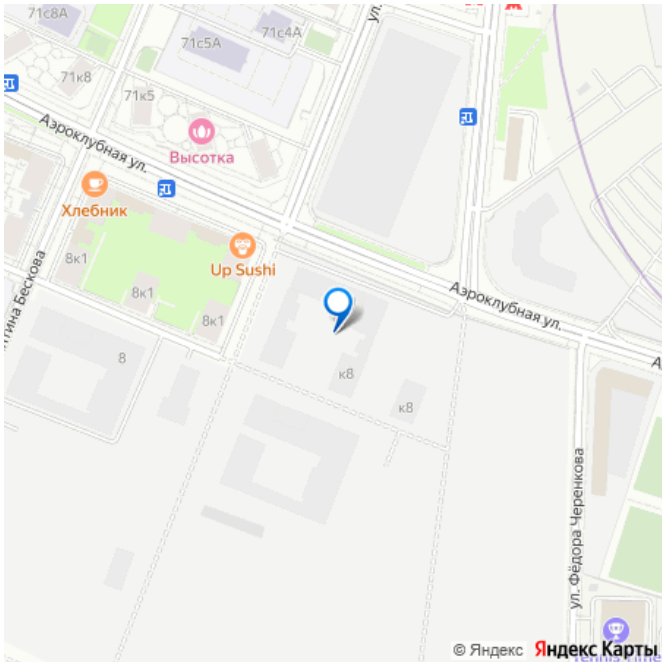 71с8А
71с5А
71с4А
ул.
71к8
71к5
Аэроклубная ул.
Высотка
Хлебник
8к1
Up Sushi
8к1
8к1
Аэроклубная ул.
8
к8
к8
ул. Фёдора Черенкова
© Яндекс Яндекс Карты